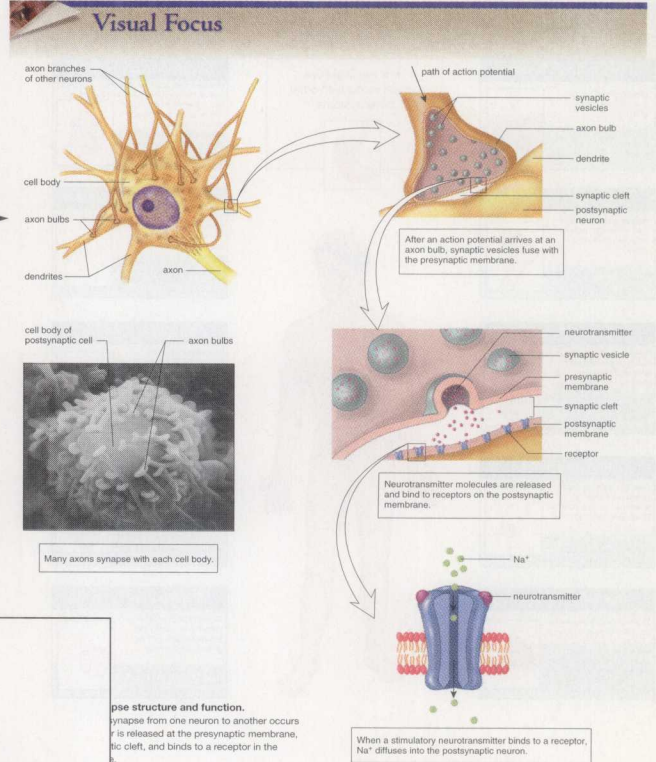 Visual Focus
axon branches
of other neurons
cell body
axon bulbs
dendrites
axon
path of action potential
synaptic
vesicles
axon bulb
dendrite
synaptic cleft
postsynaptic
neuron
After an action potential arrives at an
axon bulb, synaptic vesicles fuse with
the presynaptic membrane.
cell body of
postsynaptic cell
axon bulbs
Many axons synapse with each cell body.
neurotransmitter
synaptic vesicle
presynaptic
membrane
synaptic cleft
postsynaptic
membrane
receptor
Neurotransmitter molecules are released
and bind to receptors on the postsynaptic
membrane.
Na⁺
neurotransmitter
When a stimulatory neurotransmitter binds to a receptor,
Na⁺ diffuses into the postsynaptic neuron.
structure and function.
synapse from one neuron to another occurs
is released at the presynaptic membrane,
cleft, and binds to a receptor in the